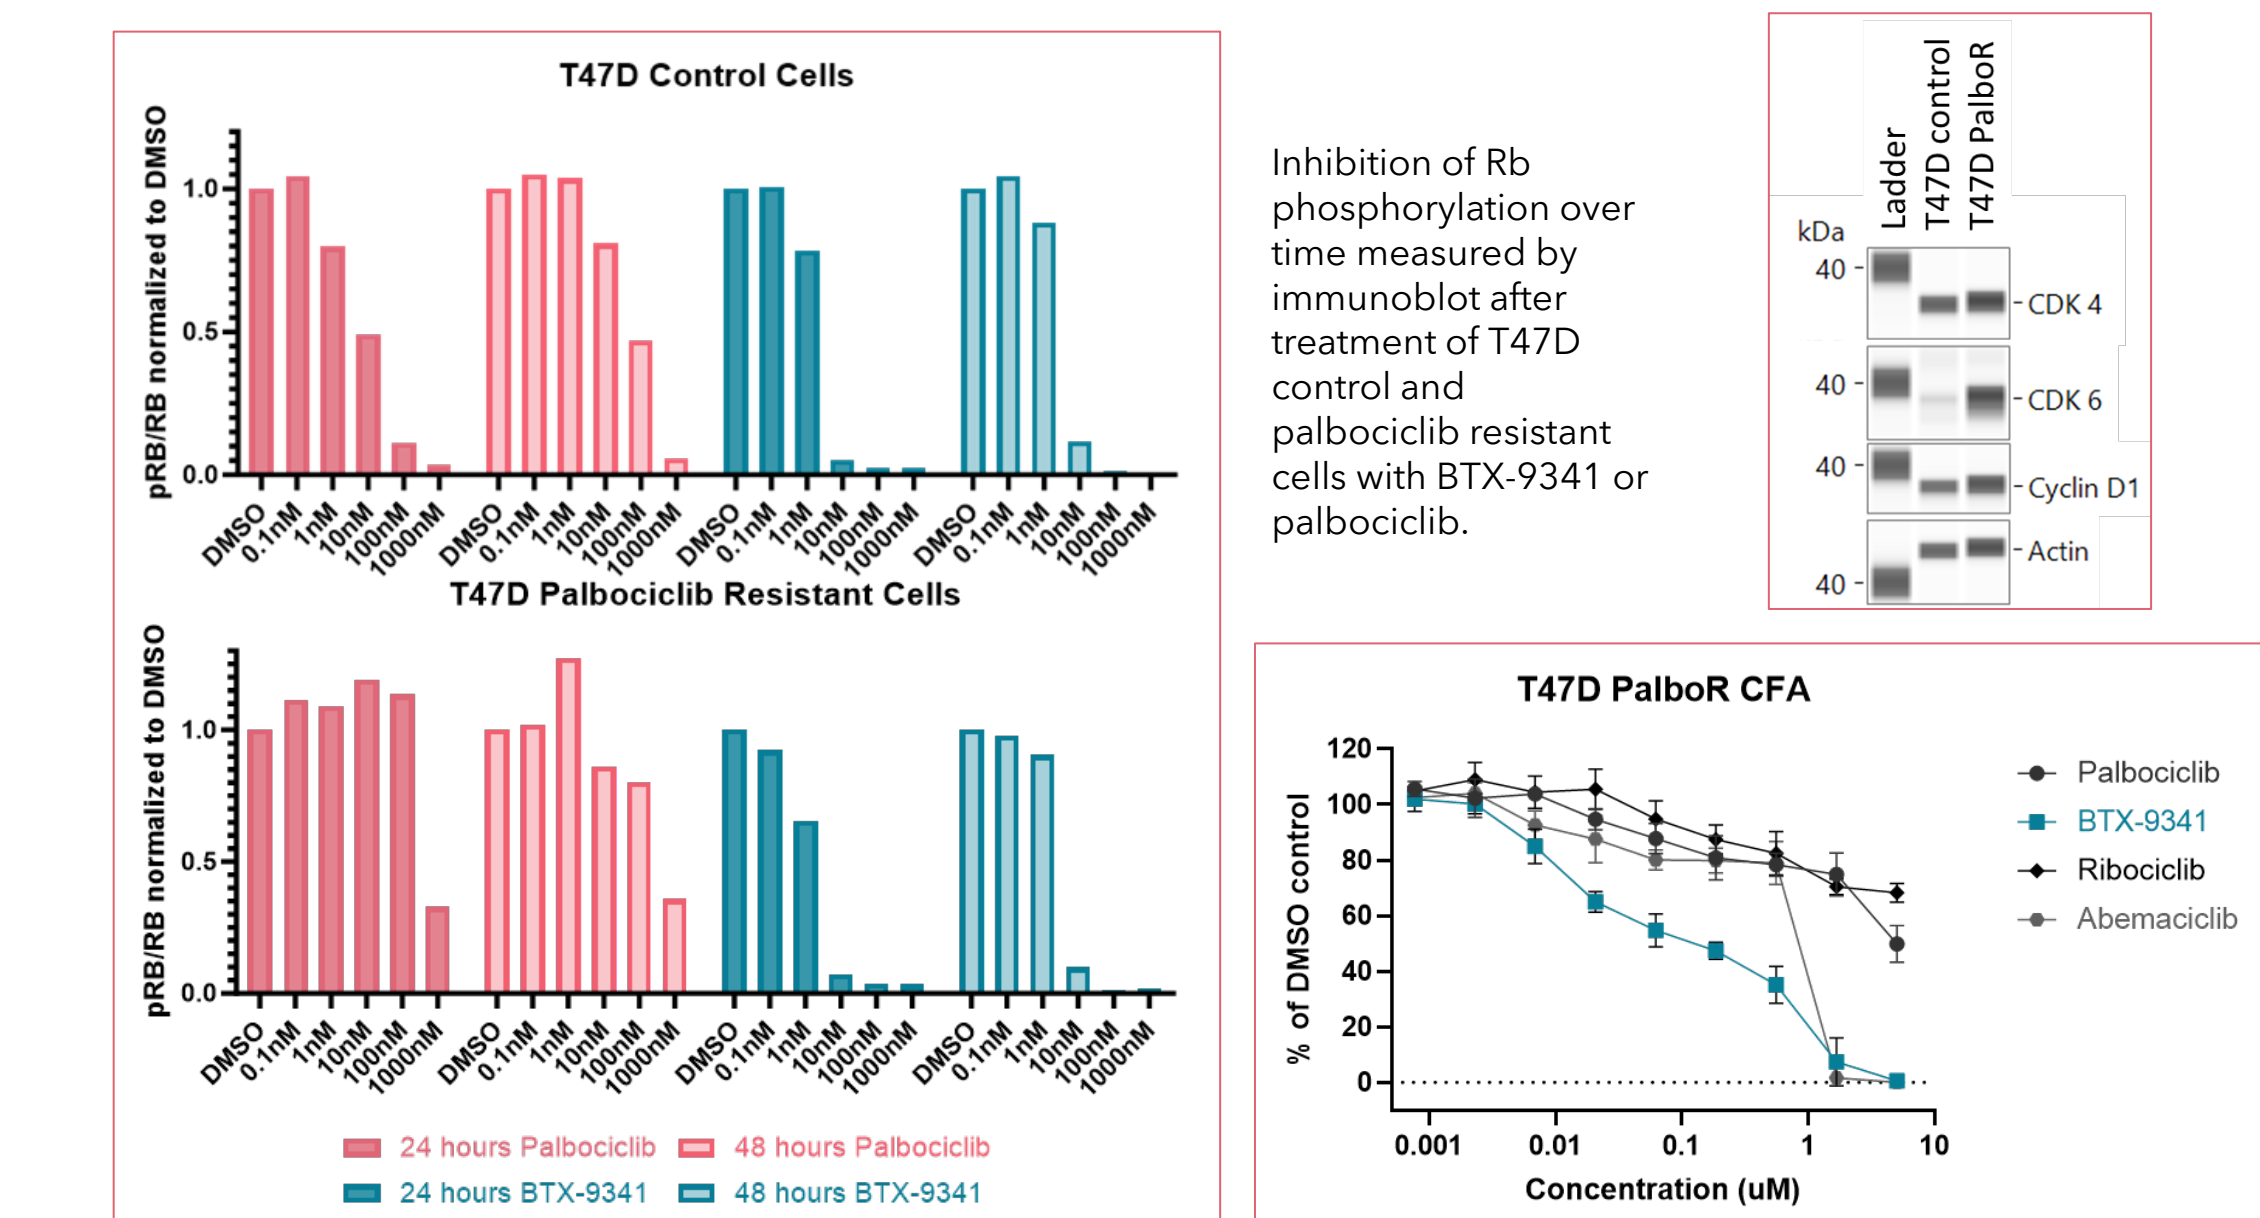 T47D Control Cells
pRB/RB normalized to DMSO
1.0
0.5
0.0
DMSO 0.1nM 1nM 10nM 100nM 1000nM DMSO 0.1nM 1nM 10nM 100nM 1000nM DMSO 0.1nM 1nM 10nM 100nM 1000nM DMSO 0.1nM 1nM 10nM 100nM 1000nM
T47D Palbociclib Resistant Cells
pRB/RB normalized to DMSO
1.0
0.5
0.0
DMSO 0.1nM 1nM 10nM 100nM 1000nM DMSO 0.1nM 1nM 10nM 100nM 1000nM DMSO 0.1nM 1nM 10nM 100nM 1000nM DMSO 0.1nM 1nM 10nM 100nM 1000nM
24 hours Palbociclib 48 hours Palbociclib
24 hours BTX-9341 48 hours BTX-9341
Inhibition of Rb
phosphorylation over
time measured by
immunoblot after
treatment of T47D
control and
palbociclib resistant
cells with BTX-9341 or
palbociclib.
Ladder
T47D control
T47D PalboR
kDa
40
CDK 4
40
CDK 6
40
Cyclin D1
Actin
40
T47D PalboR CFA
% of DMSO control
120
100
80
60
40
20
0
0.001 0.01 0.1 1 10
Concentration (uM)
Palbociclib
BTX-9341
Ribociclib
Abemaciclib